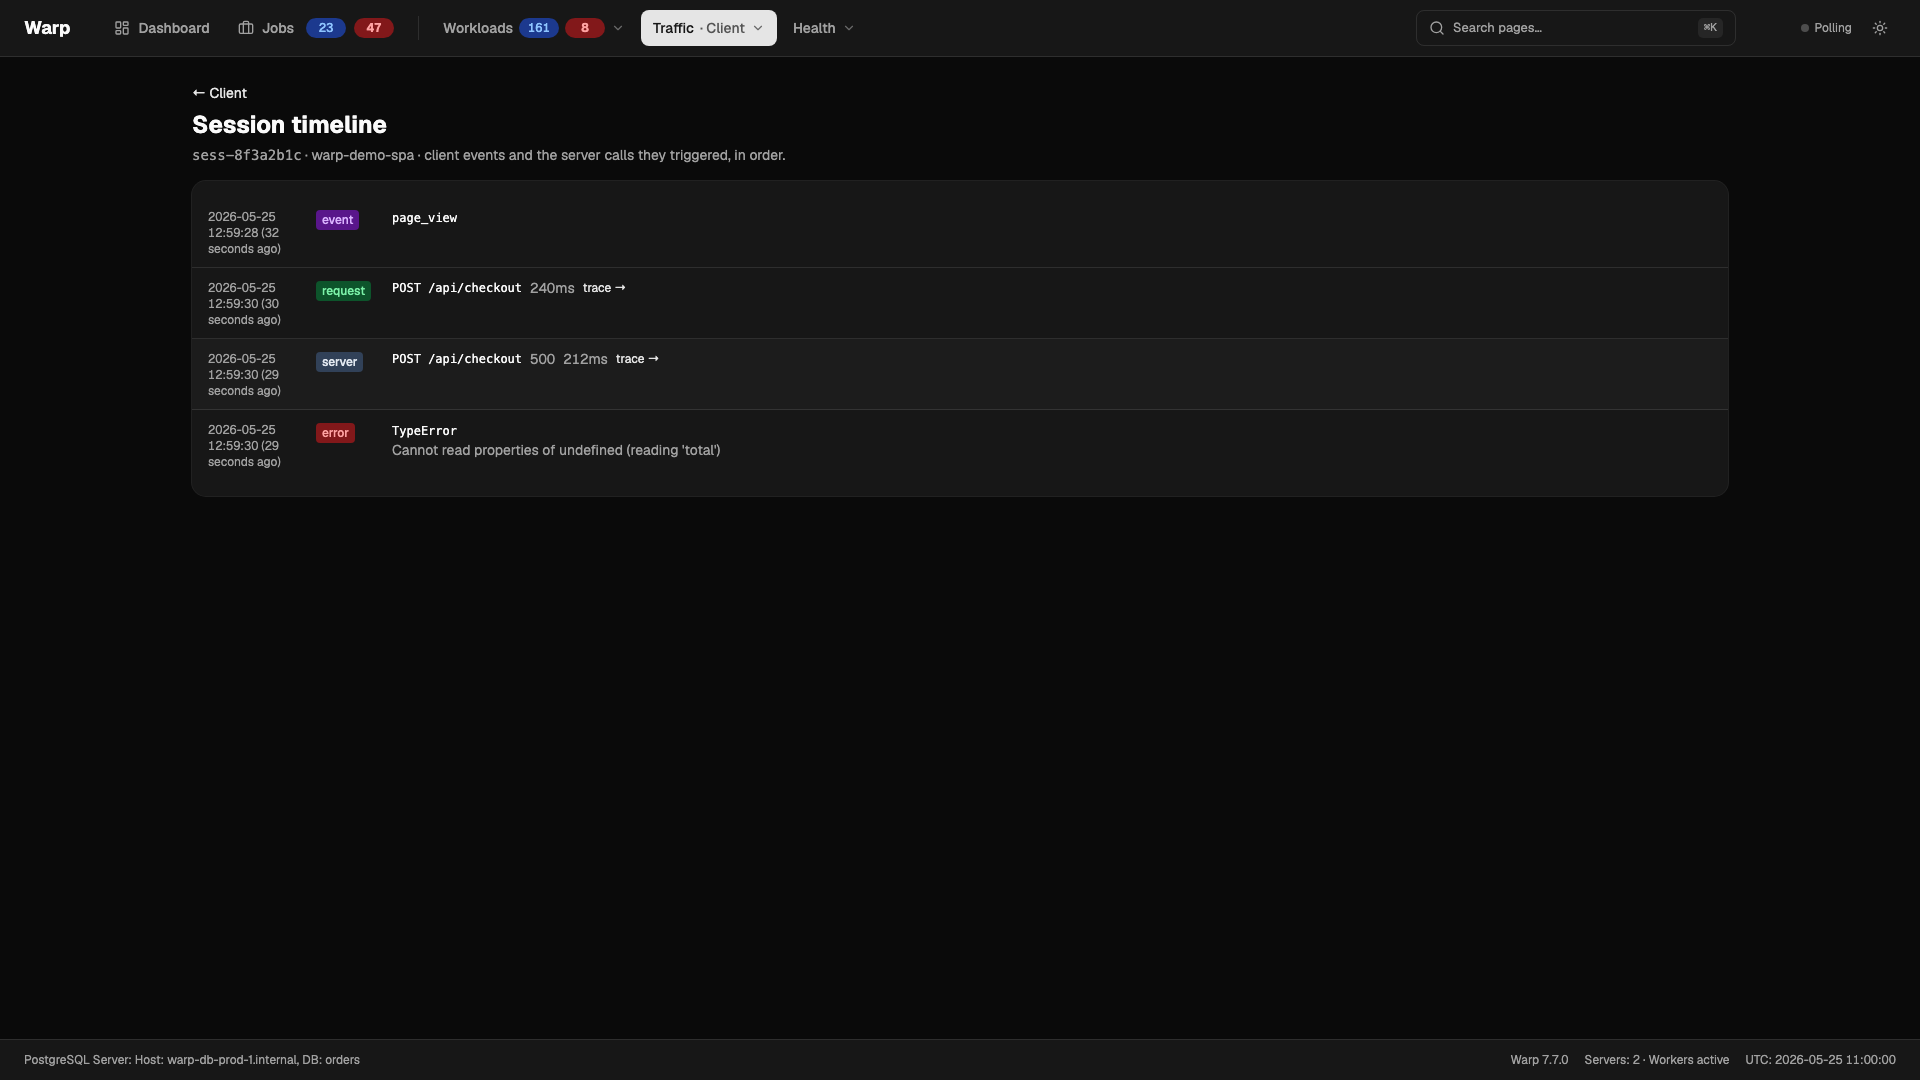 Warp
Dashboard
Jobs 23 47
Workloads 161 8
Traffic · Client
Health
Search pages...
⌘K
Polling
← Client
Session timeline
sess-8f3a2b1c · warp-demo-spa · client events and the server calls they triggered, in order.
2026-05-25
12:59:28 (32
seconds ago)
event
page_view
2026-05-25
12:59:30 (30
seconds ago)
request
POST /api/checkout 240ms trace →
2026-05-25
12:59:30 (29
seconds ago)
server
POST /api/checkout 500 212ms trace →
2026-05-25
12:59:30 (29
seconds ago)
error
TypeError
Cannot read properties of undefined (reading 'total')
PostgreSQL Server: Host: warp-db-prod-1.internal, DB: orders
Warp 7.7.0
Servers: 2 · Workers active
UTC: 2026-05-25 11:00:00